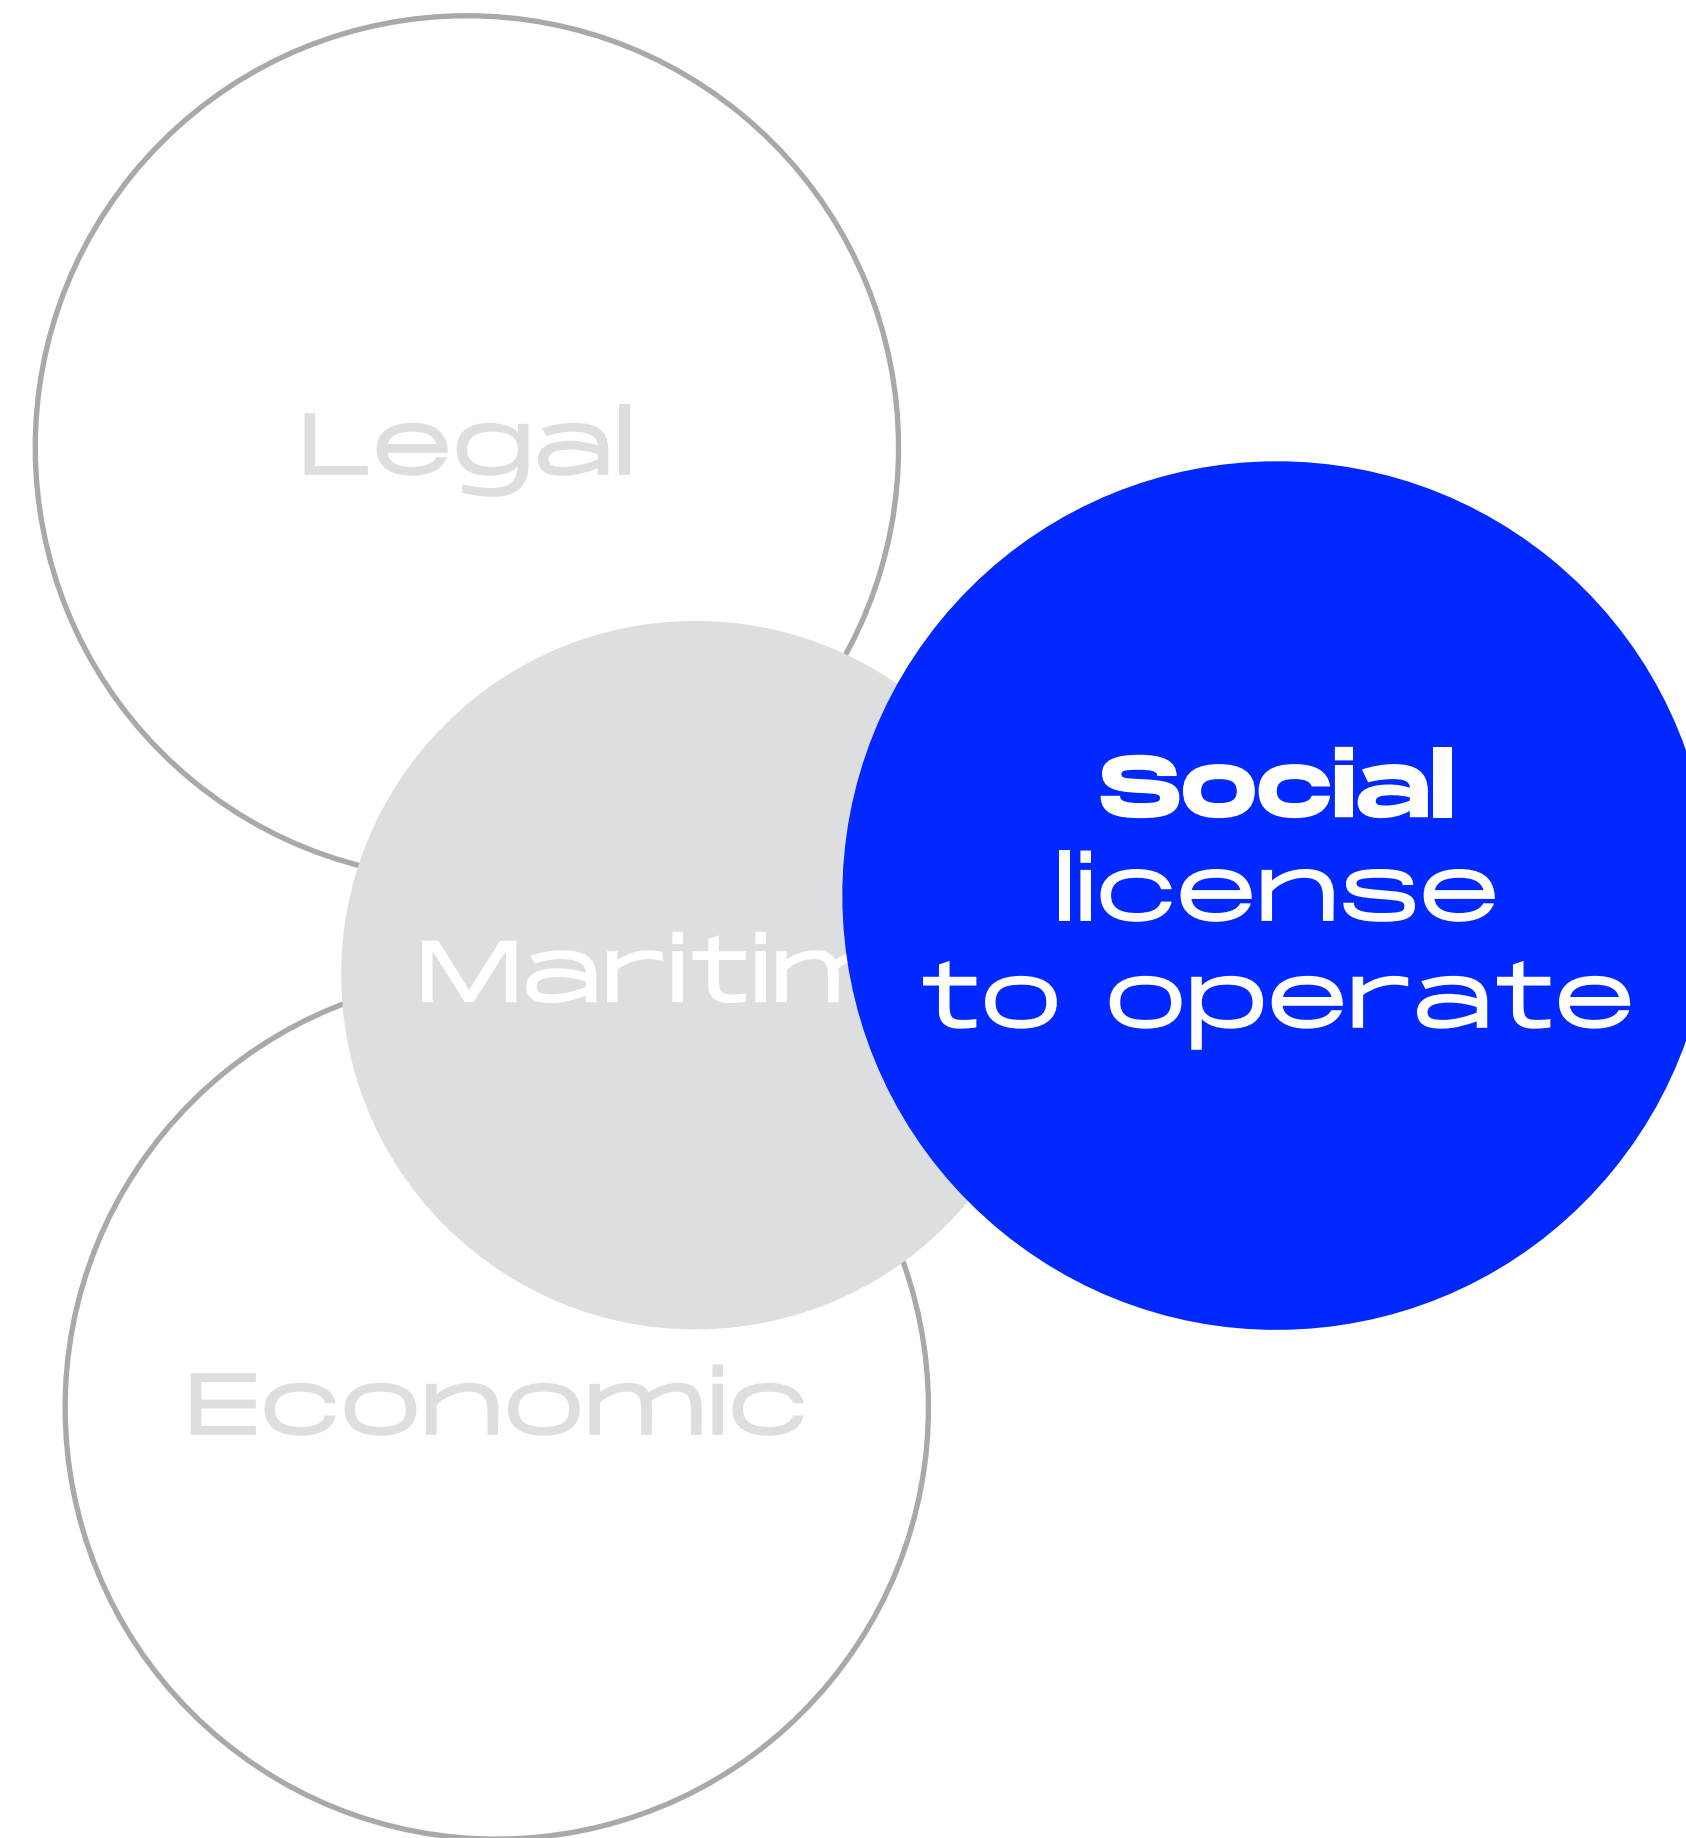 Legal
Social
license
Maritim
to operate
Economic